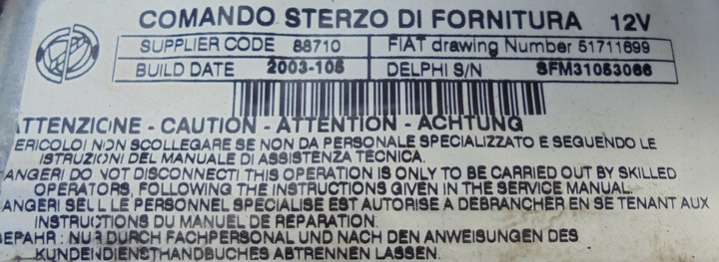 COMANDO STERZO DI FORNITURA 12V
SUPPLIER CODE 88710 FIAT drawing Number 51711699
BUILD DATE 2003-105 DELPHI S/N SFM31053066
ATTENZIONE - CAUTION - ATTENTION - ACHTUNG
ERICOLO! NON SCOLLEGARE SE NON DA PERSONALE SPECIALIZZATO E SEGUENDO LE
ISTRUZIONI DEL MANUALE DI ASSISTENZA TECNICA.
ANGER! DO NOT DISCONNECT! THIS OPERATION IS ONLY TO BE CARRIED OUT BY SKILLED
OPERATORS, FOLLOWING THE INSTRUCTIONS GIVEN IN THE SERVICE MANUAL.
ANGER! SEUL LE PERSONNEL SPECIALISE EST AUTORISE A DEBRANCHER EN SE TENANT AUX
INSTRUCTIONS DU MANUEL DE REPARATION.
GEFAHR : NUR DURCH FACHPERSONAL UND NACH DEN ANWEISUNGEN DES
KUNDENDIENSTHANDBUCHES ABTRENNEN LASSEN.